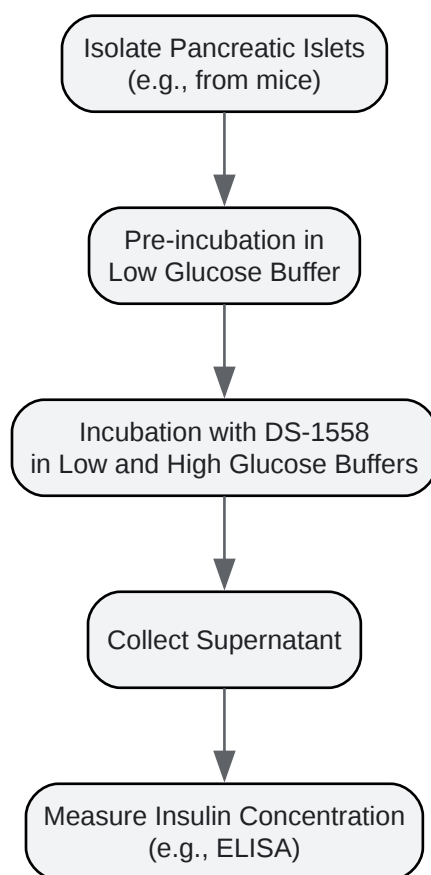 Isolate Pancreatic Islets
(e.g., from mice)
Pre-incubation in
Low Glucose Buffer
Incubation with DS-1558
in Low and High Glucose Buffers
Collect Supernatant
Measure Insulin Concentration
(e.g., ELISA)